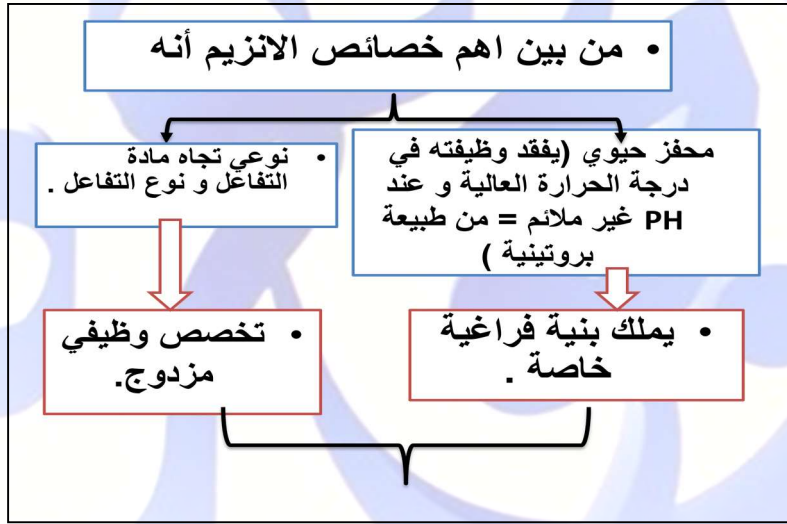 • من بين اهم خصائص الانزيم أنه
محفز حيوي (يفقد وظيفته في
درجة الحرارة العالية و عند
PH غير ملائم = من طبيعة
بروتينية )
• نوعي تجاه مادة
التفاعل و نوع التفاعل .
• يملك بنية فراغية
خاصة .
• تخصص وظيفي
مزدوج.